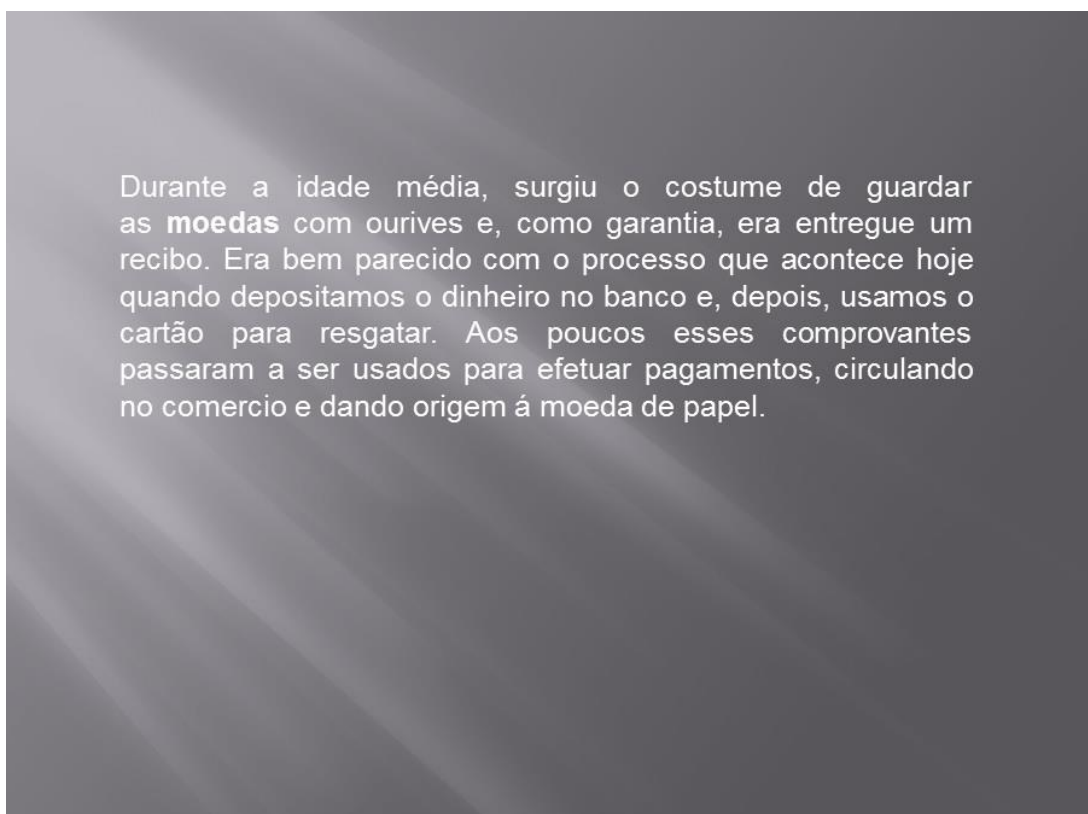 Durante a idade média, surgiu o costume de guardar
as moedas com ourives e, como garantia, era entregue um
recibo. Era bem parecido com o processo que acontece hoje
quando depositamos o dinheiro no banco e, depois, usamos o
cartão para resgatar. Aos poucos esses comprovantes
passaram a ser usados para efetuar pagamentos, circulando
no comercio e dando origem á moeda de papel.